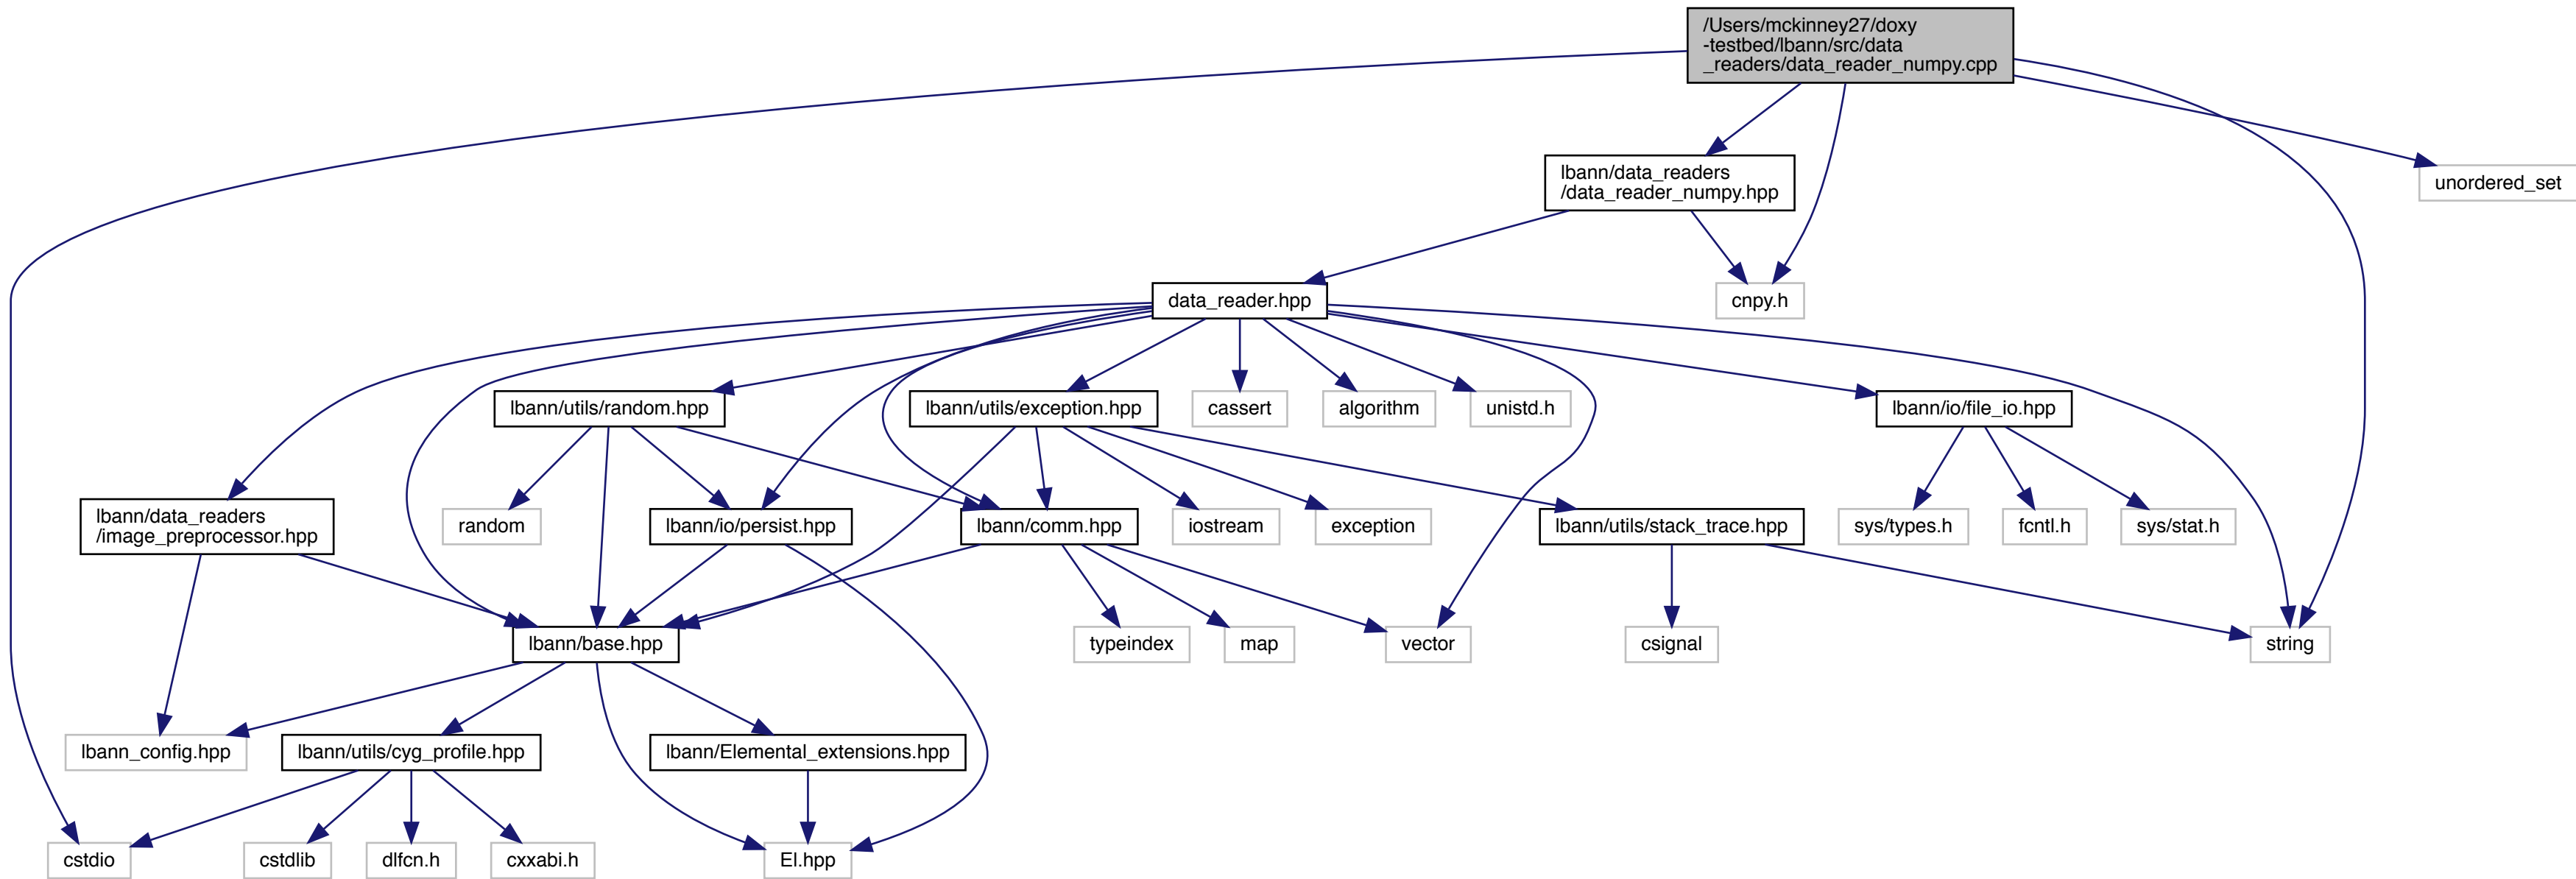 /Users/mckinney27/doxy
-testbed/lbann/src/data
_readers/data_reader_numpy.cpp
lbann/data_readers
/data_reader_numpy.hpp
unordered_set
data_reader.hpp
cnpy.h
lbann/utils/random.hpp
lbann/utils/exception.hpp
cassert
algorithm
unistd.h
lbann/io/file_io.hpp
lbann/data_readers
/image_preprocessor.hpp
random
lbann/io/persist.hpp
lbann/comm.hpp
iostream
exception
lbann/utils/stack_trace.hpp
sys/types.h
fcntl.h
sys/stat.h
lbann/base.hpp
typeindex
map
vector
csignal
string
lbann_config.hpp
lbann/utils/cyg_profile.hpp
lbann/Elemental_extensions.hpp
cstdio
cstdlib
dlfcn.h
cxxabi.h
El.hpp